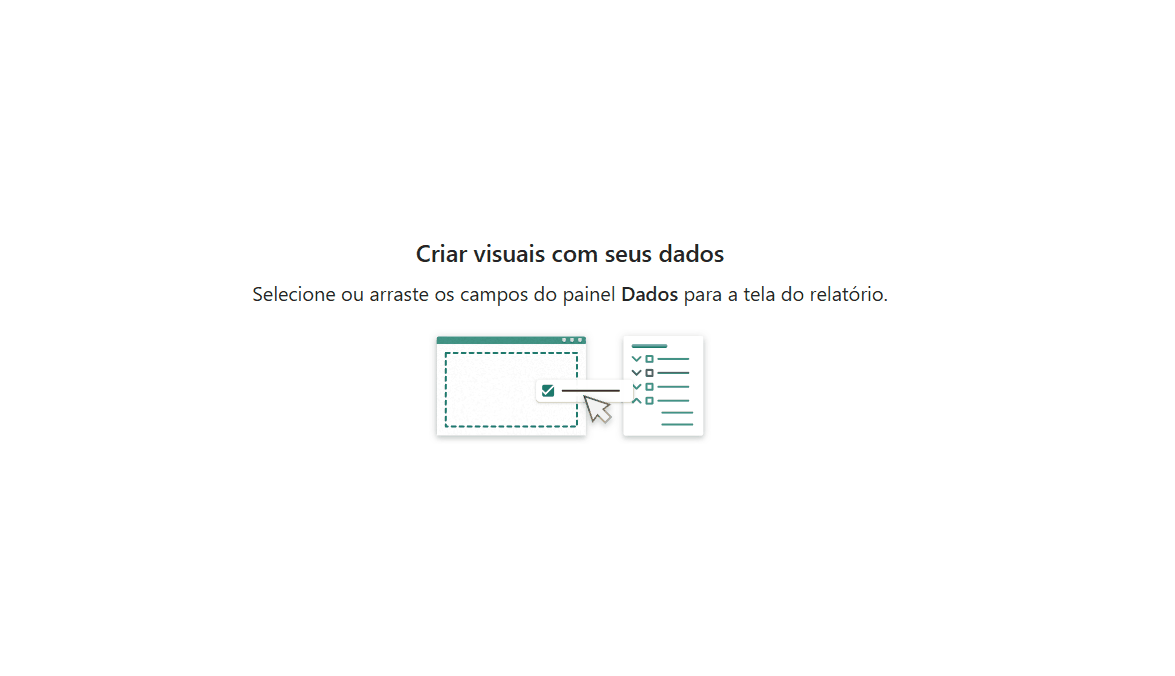 Criar visuais com seus dados
Selecione ou arraste os campos do painel Dados para a tela do relatório.